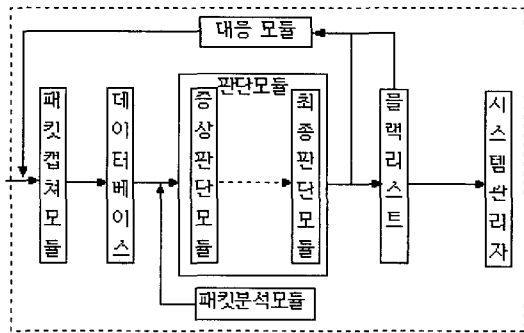 대응 모듈
판단모듈
패킷캡쳐모듈
데이터베이스
증상판단모듈
최종판단모듈
블랙리스트
시스템관리자
패킷분석모듈